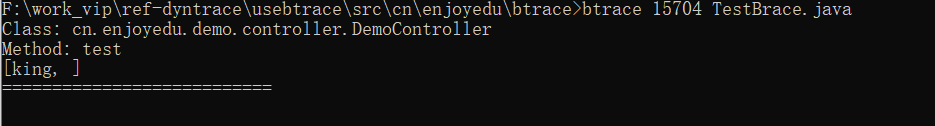 F:\work_vip\ref-dyntrace\usebtrace\src\cn\enjoyedu\btrace>btrace 15704 TestBrace.java
Class: cn.enjoyedu.demo.controller.DemoController
Method: test
[king, ]
===========================